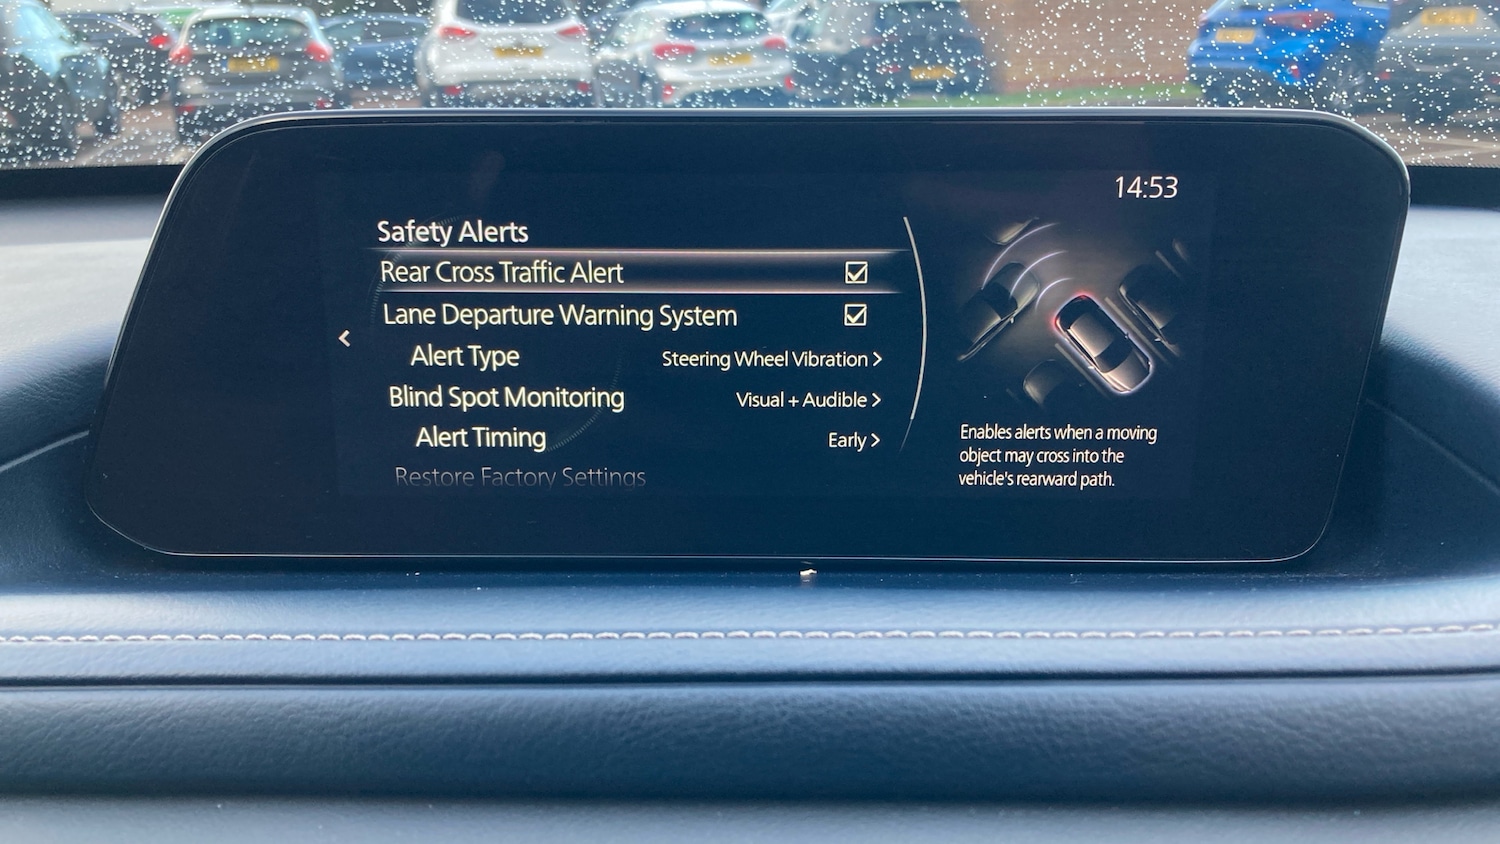 14:53
Safety Alerts
Rear Cross Traffic Alert
Lane Departure Warning System
Alert Type Steering Wheel Vibration >
Blind Spot Monitoring Visual + Audible >
Alert Timing Early >
Restore Factory Settings
Enables alerts when a moving
object may cross into the
vehicle's rearward path.